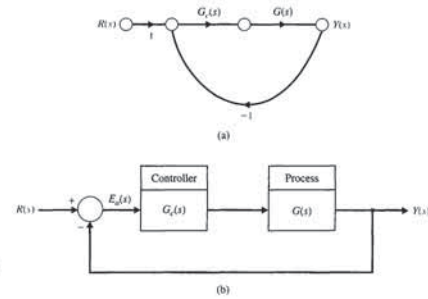 G_c(s) G(s)
R(s) 1 Y(s)
-1
(a)
Controller Process
R(s) + E_a(s) G_c(s) G(s) Y(s)
-
(b)